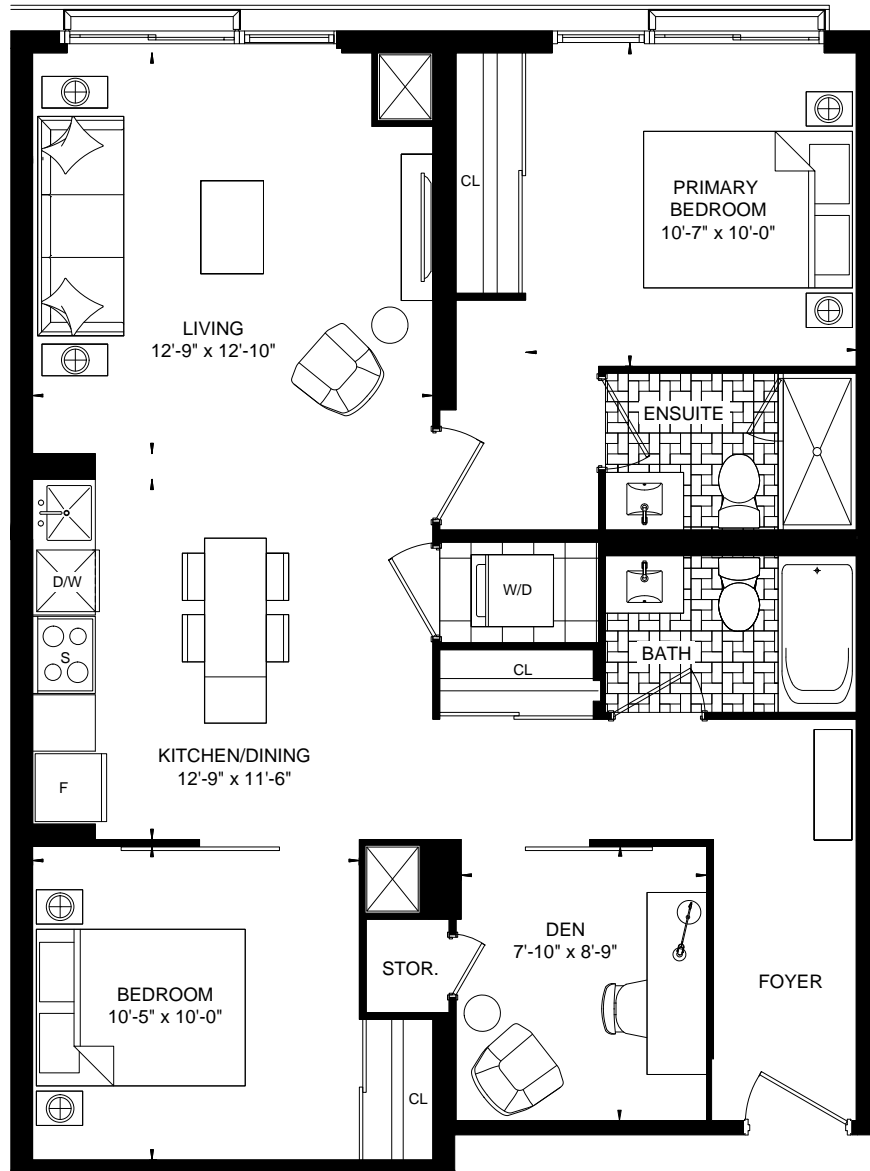 CL
PRIMARY
BEDROOM
10'-7" x 10'-0"
LIVING
12'-9" x 12'-10"
ENSUITE
D/W
W/D
S
BATH
CL
KITCHEN/DINING
12'-9" x 11'-6"
F
DEN
7'-10" x 8'-9"
STOR.
FOYER
BEDROOM
10'-5" x 10'-0"
CL